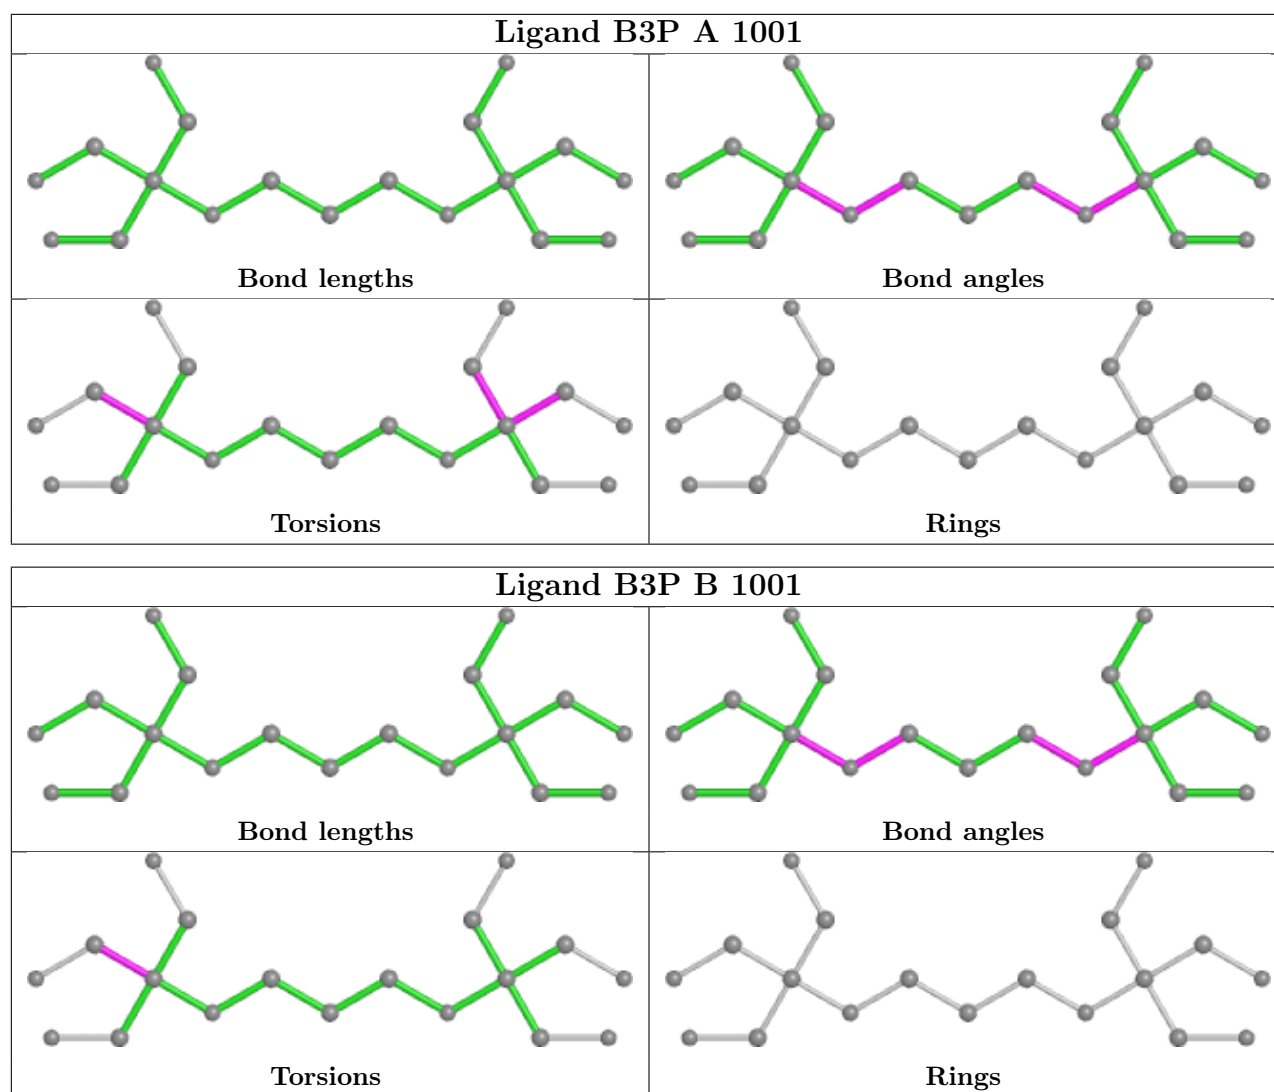 Ligand B3P A 1001
Bond lengths
Bond angles
Torsions
Rings
Ligand B3P B 1001
Bond lengths
Bond angles
Torsions
Rings